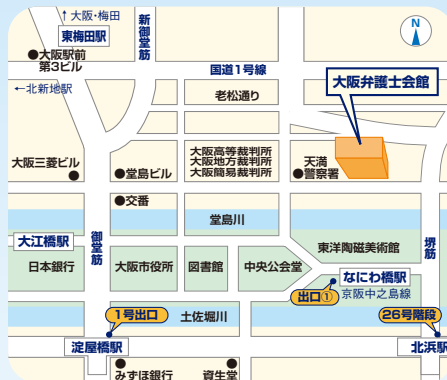 ↑大阪・梅田
東梅田駅
新御堂筋
N
●大阪駅前
第3ビル
国道1号線
大阪弁護士会館
←北新地駅
老松通り
大阪高等裁判所
大阪地方裁判所
大阪簡易裁判所
天満
●警察署
大阪三菱ビル
●堂島ビル
●交番
堂島川
大江橋駅
御堂筋
東洋陶磁美術館
堺筋
日本銀行
大阪市役所
図書館
中央公会堂
なにわ橋駅
出口①
京阪中之島線
1号出口
土佐堀川
26号階段
淀屋橋駅
北浜駅
みずほ銀行
資生堂